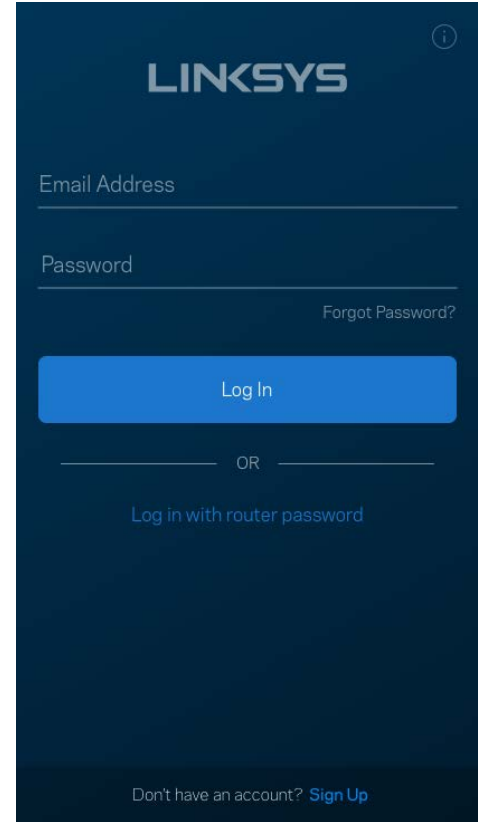 LINKSYS
Email Address
Password
Forgot Password?
Log In
OR
Log in with router password
Don't have an account? Sign Up